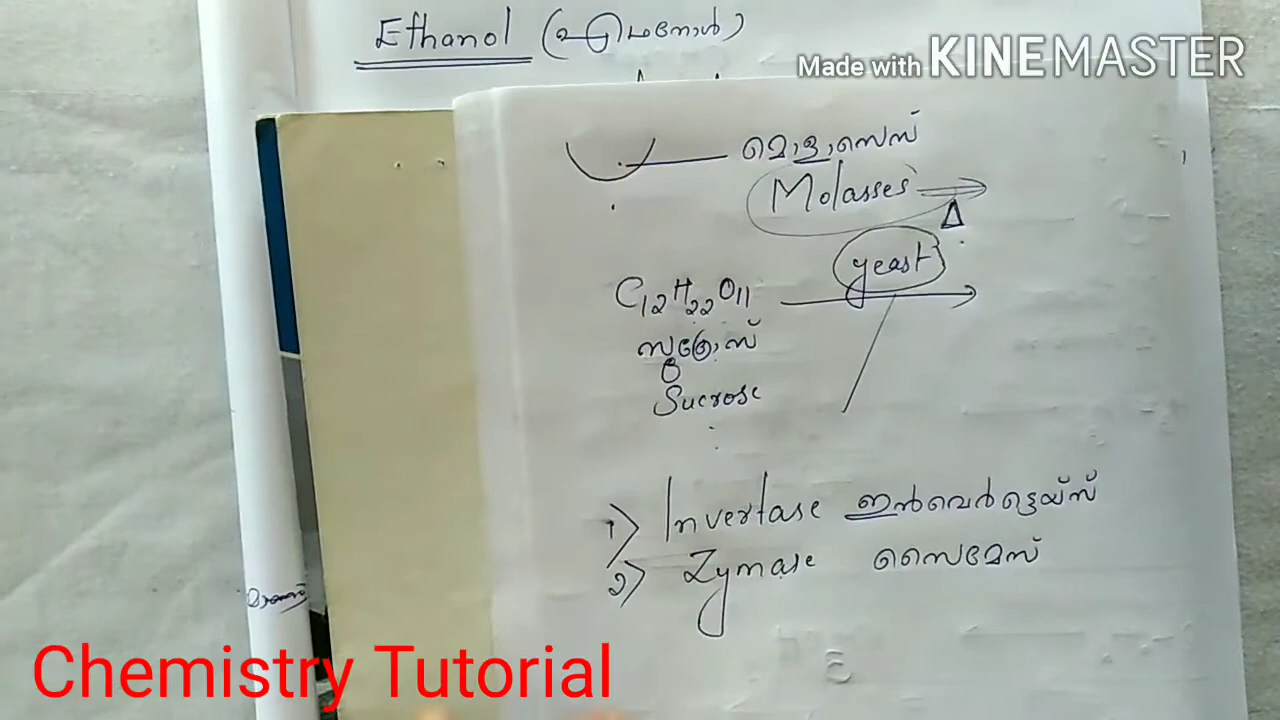 Ethanol (എഥനോൾ)
Made with KINEMASTER
മൊളാസെസ്
Molasses →
Δ
yeast
C12H22O11 →
സുക്രോസ്
Sucrose
1) Invertase ഇൻവെർട്ടെയ്സ്
2) Zymase സൈമേസ്
Chemistry Tutorial